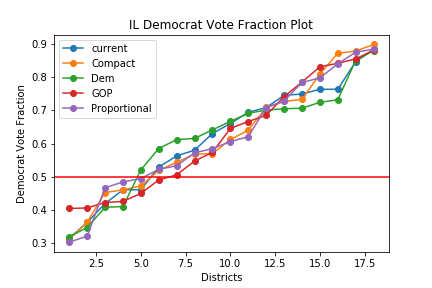 IL Democrat Vote Fraction Plot
0.9
0.8
0.7
0.6
0.5
0.4
0.3
Democrat Vote Fraction
current
Compact
Dem
GOP
Proportional
2.5 5.0 7.5 10.0 12.5 15.0 17.5
Districts